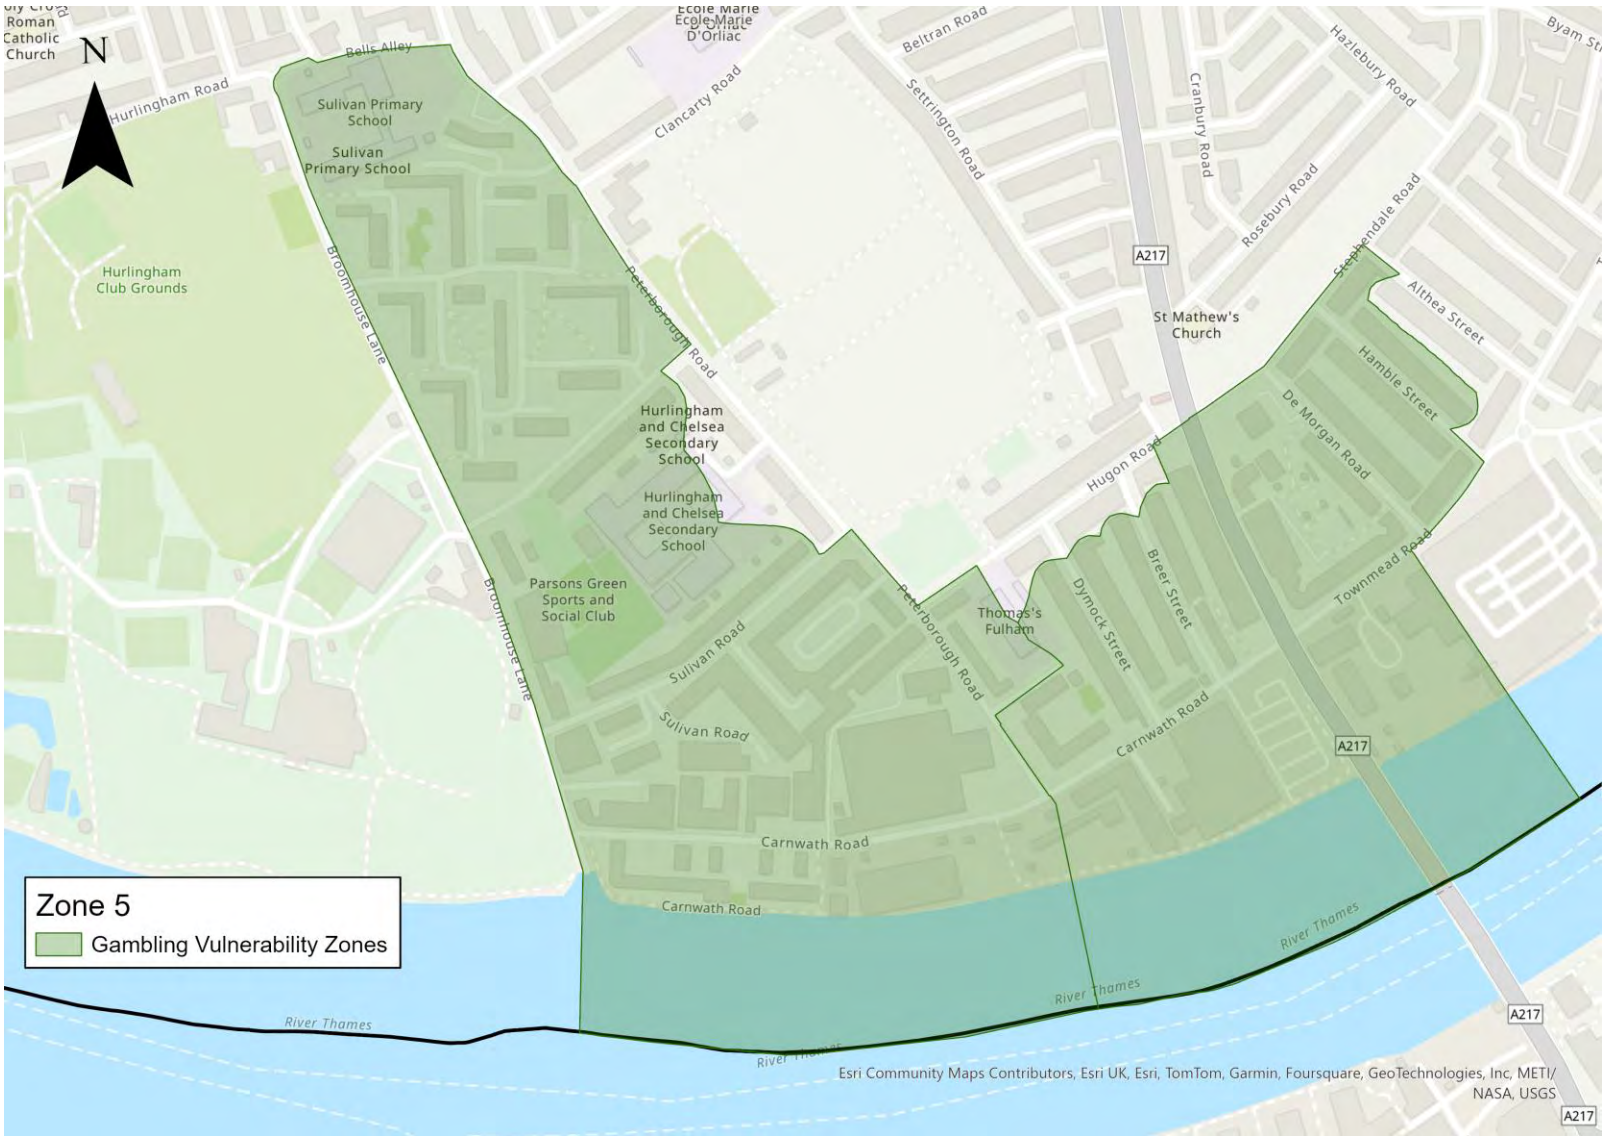 Roman
Catholic
Church
N
Bells Alley
Hurlingham Road
Ecole Marie
D'Orliac
Ecole Marie
D'Orliac
Clancarty Road
Beltran Road
Settrington Road
Cranbury Road
Hazlebury Road
Rosebury Road
Stephendale Road
Althea Street
Sulivan Primary
School
Sulivan
Primary School
Hurlingham
Club Grounds
Broomhouse Lane
Peterborough Road
A217
St Mathew's
Church
Hamble Street
De Morgan Road
Hurlingham
and Chelsea
Secondary
School
Hugon Road
Hurlingham
and Chelsea
Secondary
School
Townmead Road
Breer Street
Dymock Street
Parsons Green
Sports and
Social Club
Broomhouse Lane
Peterborough Road
Thomas's
Fulham
Sulivan Road
Sulivan Road
Carnwath Road
A217
Carnwath Road
Carnwath Road
Zone 5
Gambling Vulnerability Zones
River Thames
River Thames
River Thames
River Thames
A217
Esri Community Maps Contributors, Esri UK, Esri, TomTom, Garmin, Foursquare, GeoTechnologies, Inc, METI/
NASA, USGS
A217